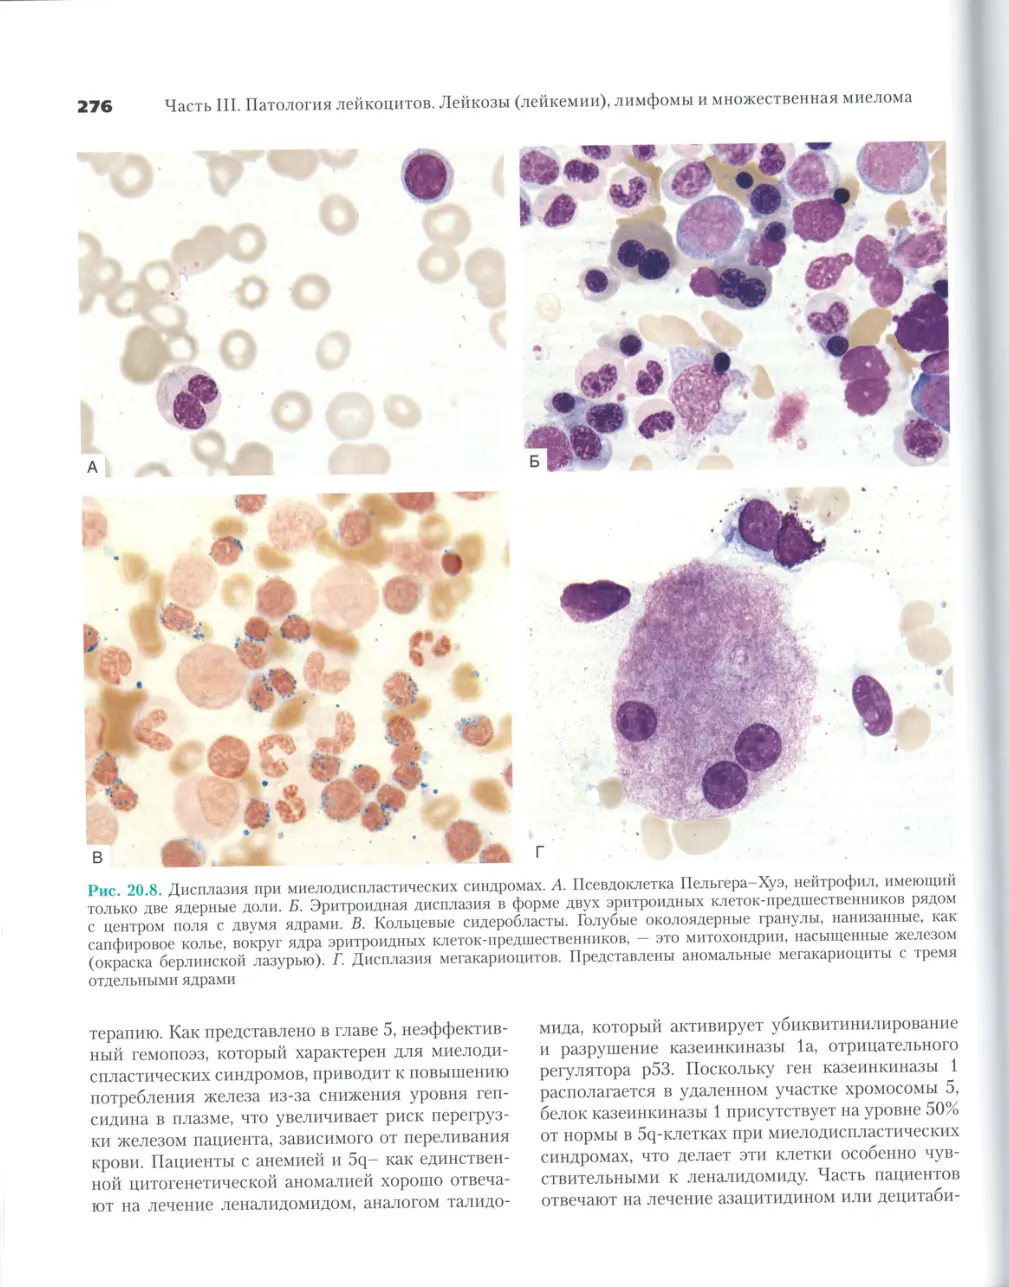 276 Часть III. Патология лейкоцитов. Лейкозы (лейкемии), лимфомы и множественная миелома
А
Б
В
Г
Рис. 20.8. Дисплазия при миелодиспластических синдромах. А. Псевдоклетка Пельгера–Хуэ, нейтрофил, имеющий
только две ядерные доли. Б. Эритроидная дисплазия в форме двух эритроидных клеток-предшественников рядом
с центром поля с двумя ядрами. В. Кольцевые сидеробласты. Голубые околоядерные гранулы, нанизанные, как
сапфировое колье, вокруг ядра эритроидных клеток-предшественников, — это митохондрии, насыщенные железом
(окраска берлинской лазурью). Г. Дисплазия мегакариоцитов. Представлены аномальные мегакариоциты с тремя
отдельными ядрами
терапию. Как представлено в главе 5, неэффектив-
ный гемопоэз, который характерен для миелоди-
спластических синдромов, приводит к повышению
потребления железа из-за снижения уровня геп-
сидина в плазме, что увеличивает риск перегруз-
ки железом пациента, зависимого от переливания
крови. Пациенты с анемией и 5q– как единствен-
ной цитогенетической аномалией хорошо отвеча-
ют на лечение леналидомидом, аналогом талидо-
мида, который активирует убиквитинилирование
и разрушение казеинкиназы 1a, отрицательного
регулятора p53. Поскольку ген казеинкиназы 1
располагается в удаленном участке хромосомы 5,
белок казеинкиназы 1 присутствует на уровне 50%
от нормы в 5q-клетках при миелодиспластических
синдромах, что делает эти клетки особенно чув-
ствительными к леналидомиду. Часть пациентов
отвечают на лечение азацитидином или децитаби-